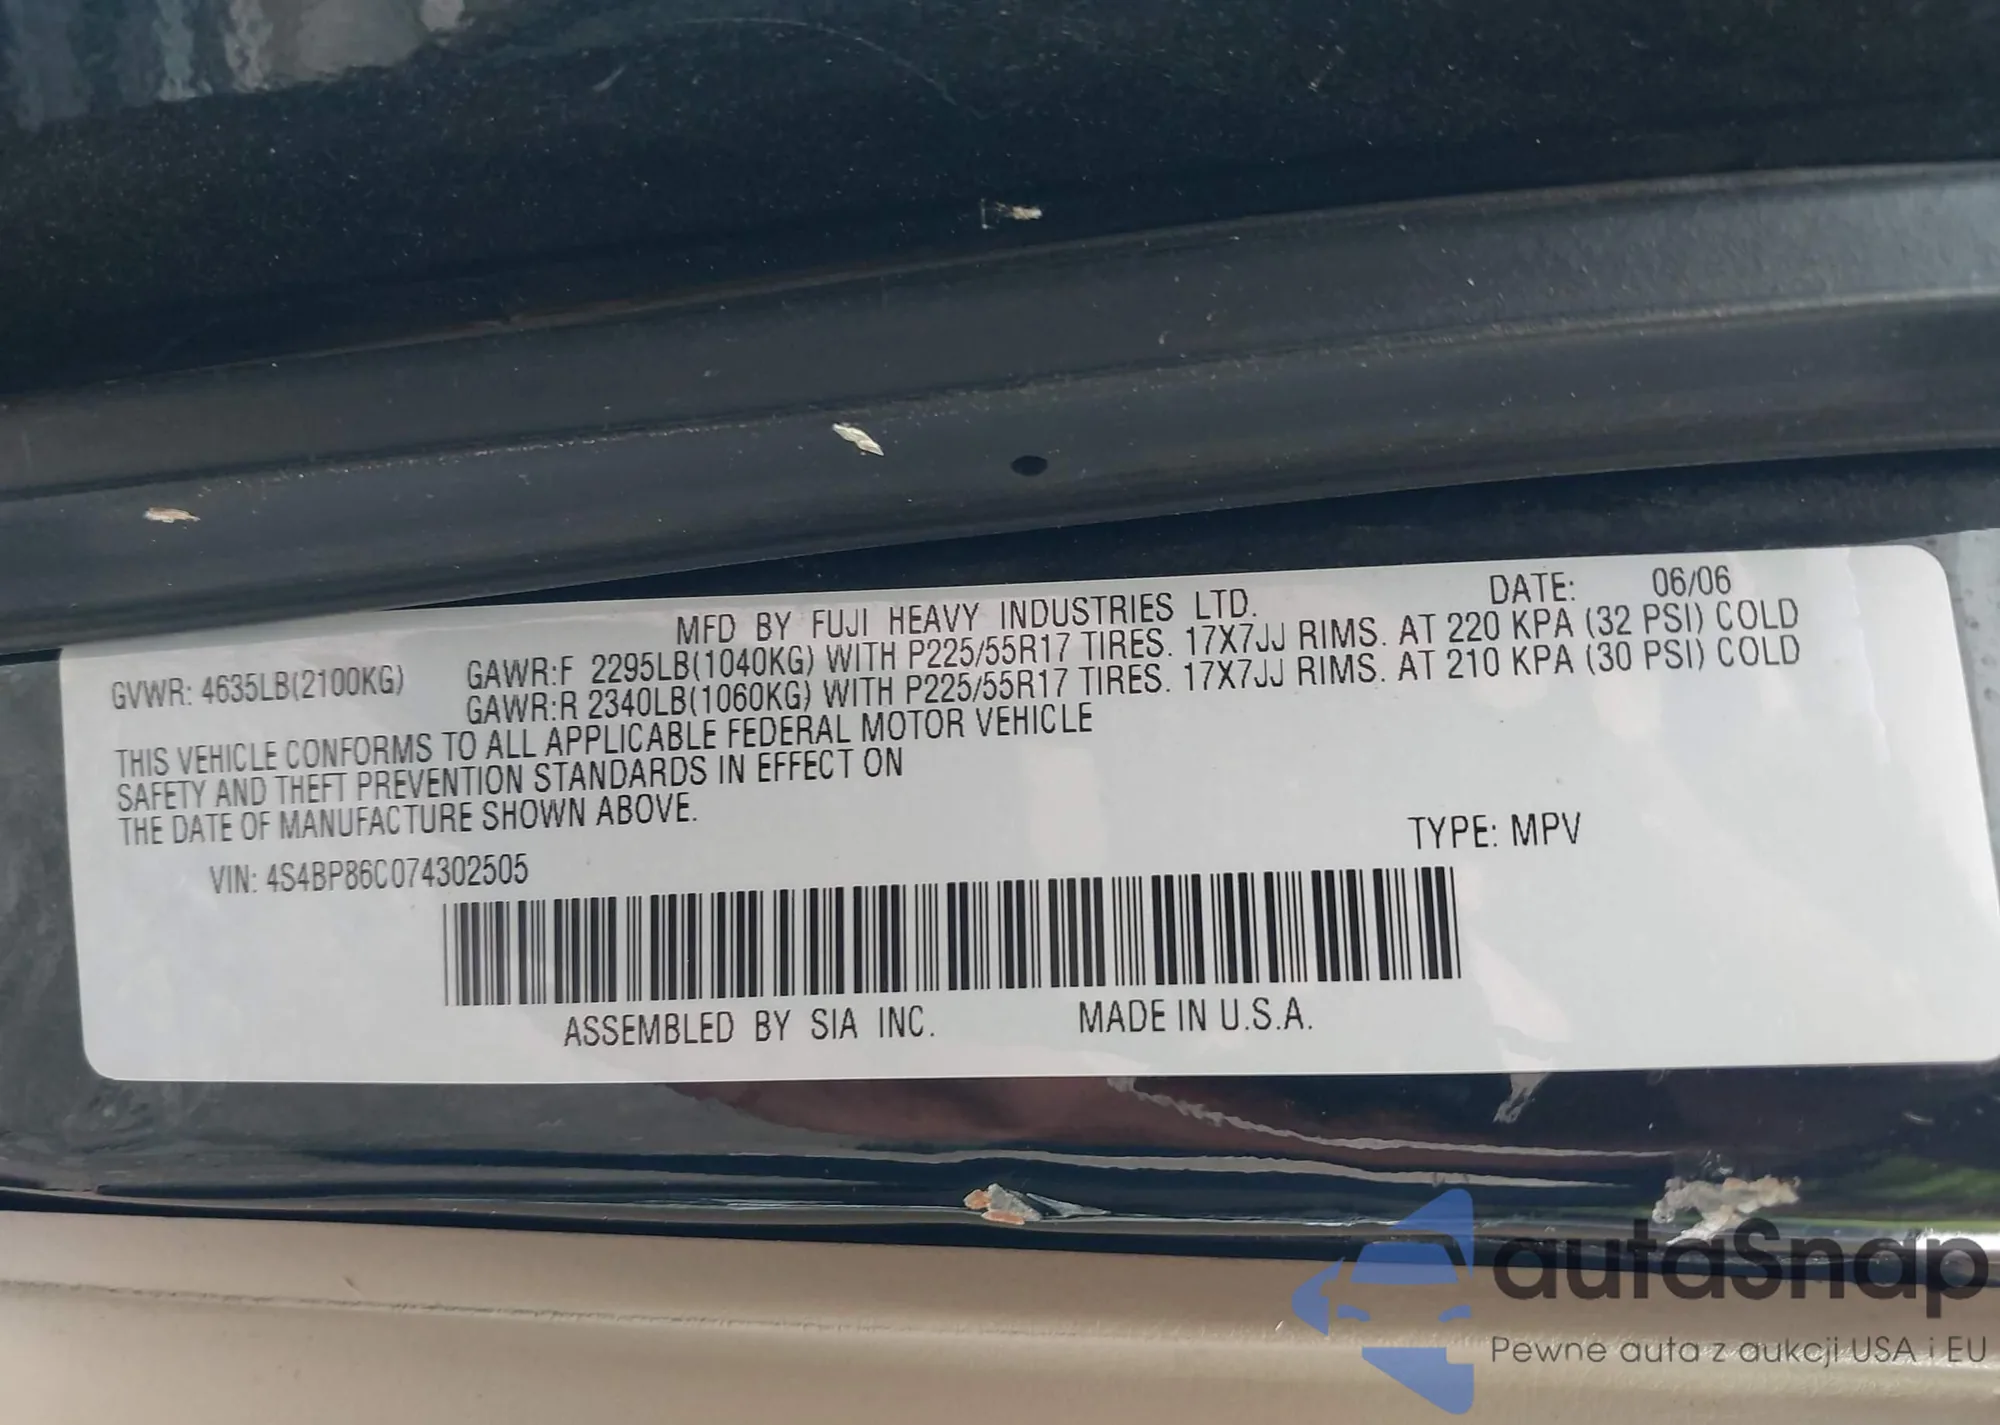 MFD BY FUJI HEAVY INDUSTRIES LTD. DATE: 06/06
GVWR: 4635LB(2100KG) GAWR:F 2295LB(1040KG) WITH P225/55R17 TIRES. 17X7JJ RIMS. AT 220 KPA (32 PSI) COLD
GAWR:R 2340LB(1060KG) WITH P225/55R17 TIRES. 17X7JJ RIMS. AT 210 KPA (30 PSI) COLD
THIS VEHICLE CONFORMS TO ALL APPLICABLE FEDERAL MOTOR VEHICLE
SAFETY AND THEFT PREVENTION STANDARDS IN EFFECT ON
THE DATE OF MANUFACTURE SHOWN ABOVE.
TYPE: MPV
VIN: 4S4BP86C074302505
ASSEMBLED BY SIA INC. MADE IN U.S.A.
autaSnap
Pewne auta z aukcji USA i EU